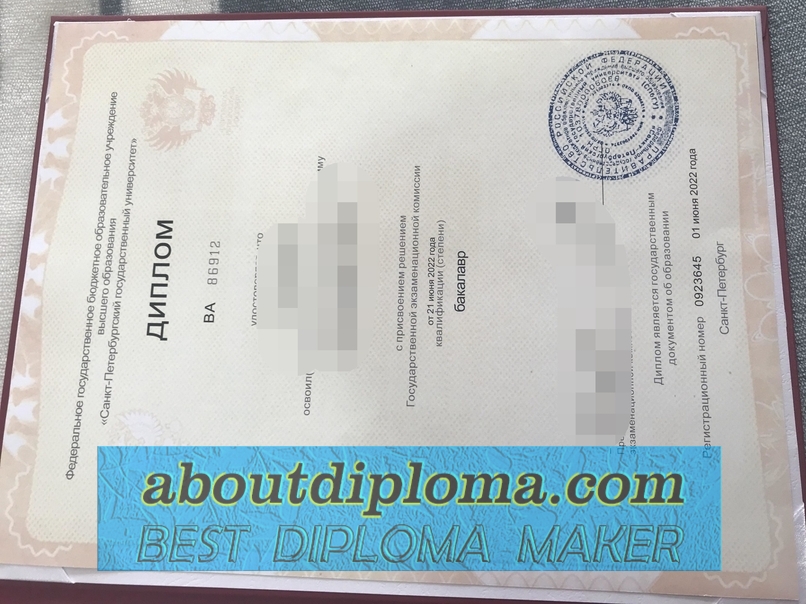 Федеральное государственное бюджетное образовательное учреждение
высшего образования
«Санкт-Петербургский государственный университет»
ДИПЛОМ
ВА 86912
с присвоением решением
Государственной экзаменационной комиссии
от 21 июня 2022 года
квалификации (степени)
бакалавр
Диплом является государственным
документом об образовании
Регистрационный номер 0923645 01 июня 2022 года
Санкт-Петербург
aboutdiploma.com
BEST DIPLOMA MAKER